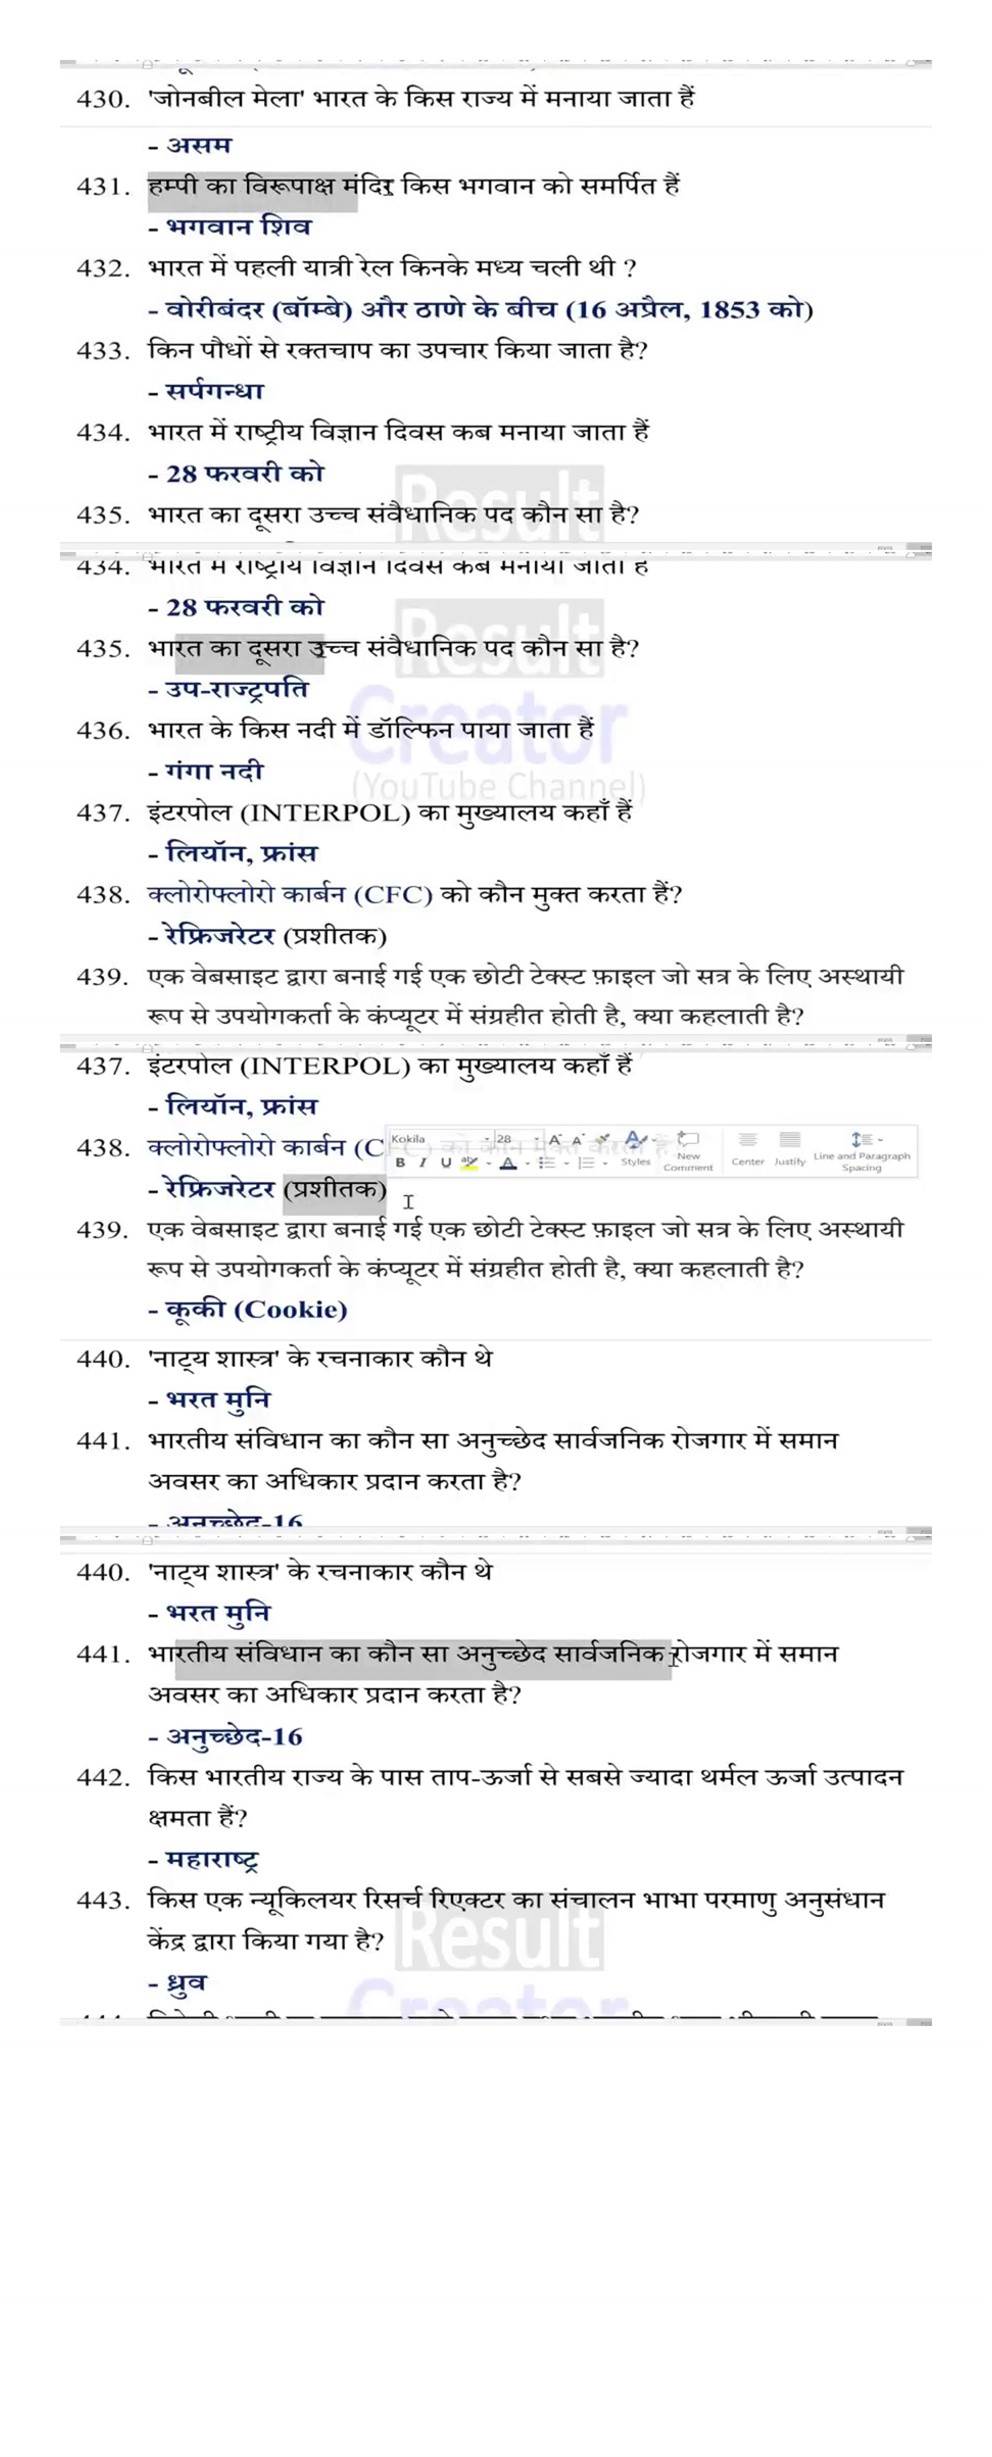 430. 'जोनबील मेला' भारत के किस राज्य में मनाया जाता हैं
- असम
431. हम्पी का विरूपाक्ष मंदिर किस भगवान को समर्पित हैं
- भगवान शिव
432. भारत में पहली यात्री रेल किनके मध्य चली थी ?
- वोरीबंदर (बॉम्बे) और ठाणे के बीच (16 अप्रैल, 1853 को)
433. किन पौधों से रक्तचाप का उपचार किया जाता है?
- सर्पगन्धा
434. भारत में राष्ट्रीय विज्ञान दिवस कब मनाया जाता हैं
- 28 फरवरी को
Result
435. भारत का दूसरा उच्च संवैधानिक पद कौन सा है?
434. भारत में राष्ट्रीय विज्ञान दिवस कब मनाया जाता हैं
- 28 फरवरी को
Result
435. भारत का दूसरा उच्च संवैधानिक पद कौन सा है?
- उप-राज्ट्रपति
Creator
436. भारत के किस नदी में डॉल्फिन पाया जाता हैं
- गंगा नदी
(YouTube Channel)
437. इंटरपोल (INTERPOL) का मुख्यालय कहाँ हैं
- लियॉन, फ्रांस
438. क्लोरोफ्लोरो कार्बन (CFC) को कौन मुक्त करता हैं?
- रेफ्रिजरेटर (प्रशीतक)
439. एक वेबसाइट द्वारा बनाई गई एक छोटी टेक्स्ट फ़ाइल जो सत्र के लिए अस्थायी
रूप से उपयोगकर्ता के कंप्यूटर में संग्रहीत होती है, क्या कहलाती है?
437. इंटरपोल (INTERPOL) का मुख्यालय कहाँ हैं
- लियॉन, फ्रांस
438. क्लोरोफ्लोरो कार्बन (CFC) को कौन मुक्त करता हैं
Kokila 28 A A New
B I U ab A Styles Comment Center Justify Line and Paragraph Spacing
- रेफ्रिजरेटर (प्रशीतक)
439. एक वेबसाइट द्वारा बनाई गई एक छोटी टेक्स्ट फ़ाइल जो सत्र के लिए अस्थायी
रूप से उपयोगकर्ता के कंप्यूटर में संग्रहीत होती है, क्या कहलाती है?
- कूकी (Cookie)
440. 'नाट्य शास्त्र' के रचनाकार कौन थे
- भरत मुनि
441. भारतीय संविधान का कौन सा अनुच्छेद सार्वजनिक रोजगार में समान
अवसर का अधिकार प्रदान करता है?
- अनुच्छेद-16
440. 'नाट्य शास्त्र' के रचनाकार कौन थे
- भरत मुनि
441. भारतीय संविधान का कौन सा अनुच्छेद सार्वजनिक रोजगार में समान
अवसर का अधिकार प्रदान करता है?
- अनुच्छेद-16
442. किस भारतीय राज्य के पास ताप-ऊर्जा से सबसे ज्यादा थर्मल ऊर्जा उत्पादन
क्षमता हैं?
- महाराष्ट्र
443. किस एक न्यूकिलयर रिसर्च रिएक्टर का संचालन भाभा परमाणु अनुसंधान
केंद्र द्वारा किया गया है?
Result
- ध्रुव
Creator